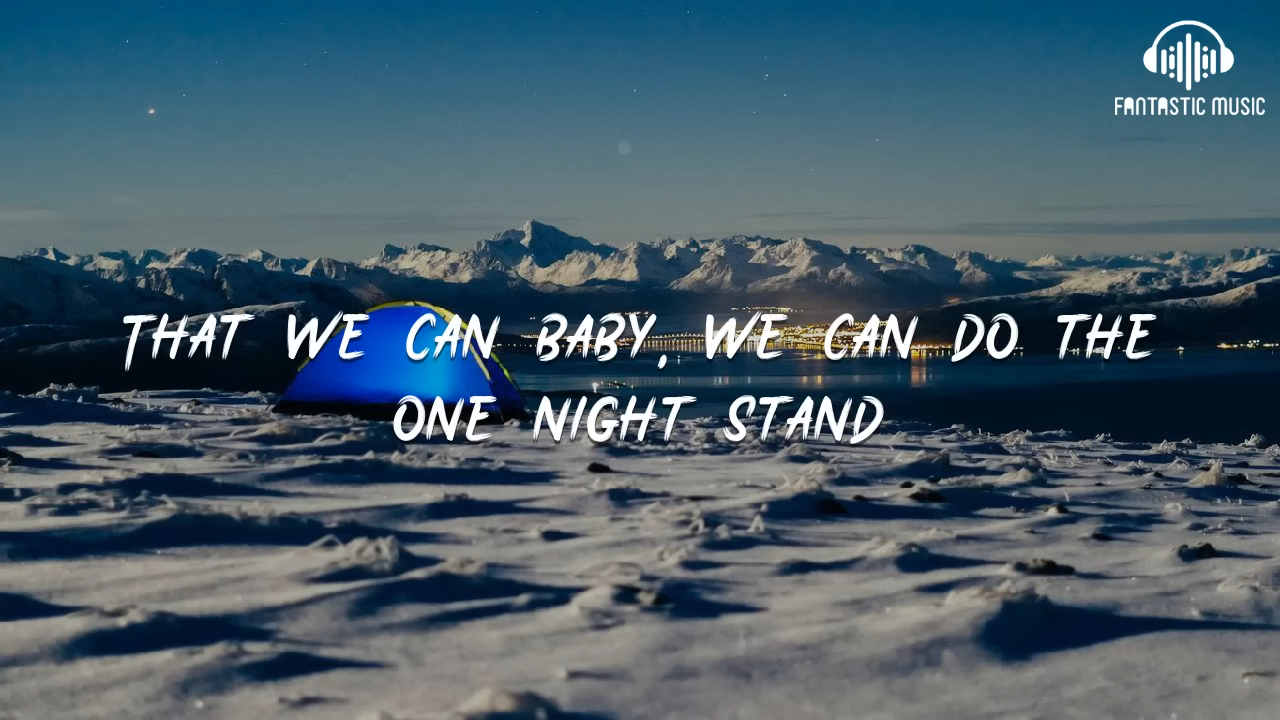 FANTASTIC MUSIC
THAT WE CAN BABY, WE CAN DO THE
ONE NIGHT STAND